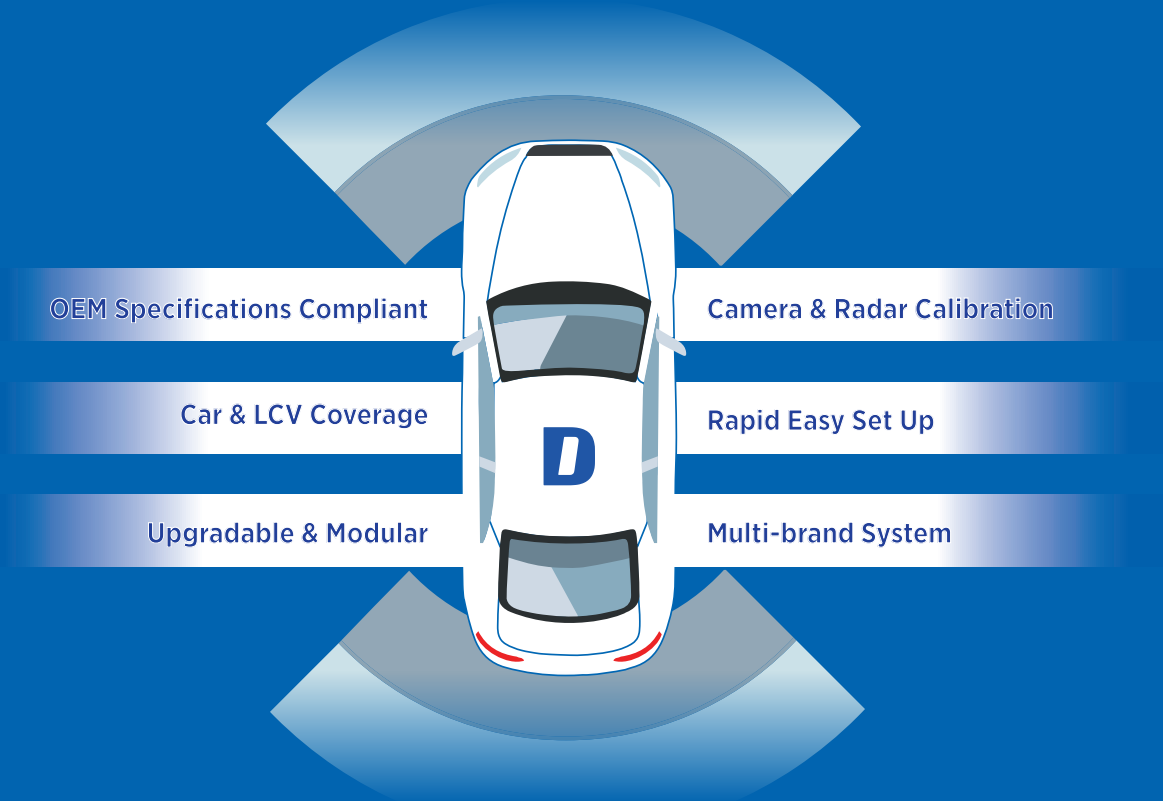 OEM Specifications Compliant
Camera & Radar Calibration
Car & LCV Coverage
Rapid Easy Set Up
D
Upgradable & Modular
Multi-brand System